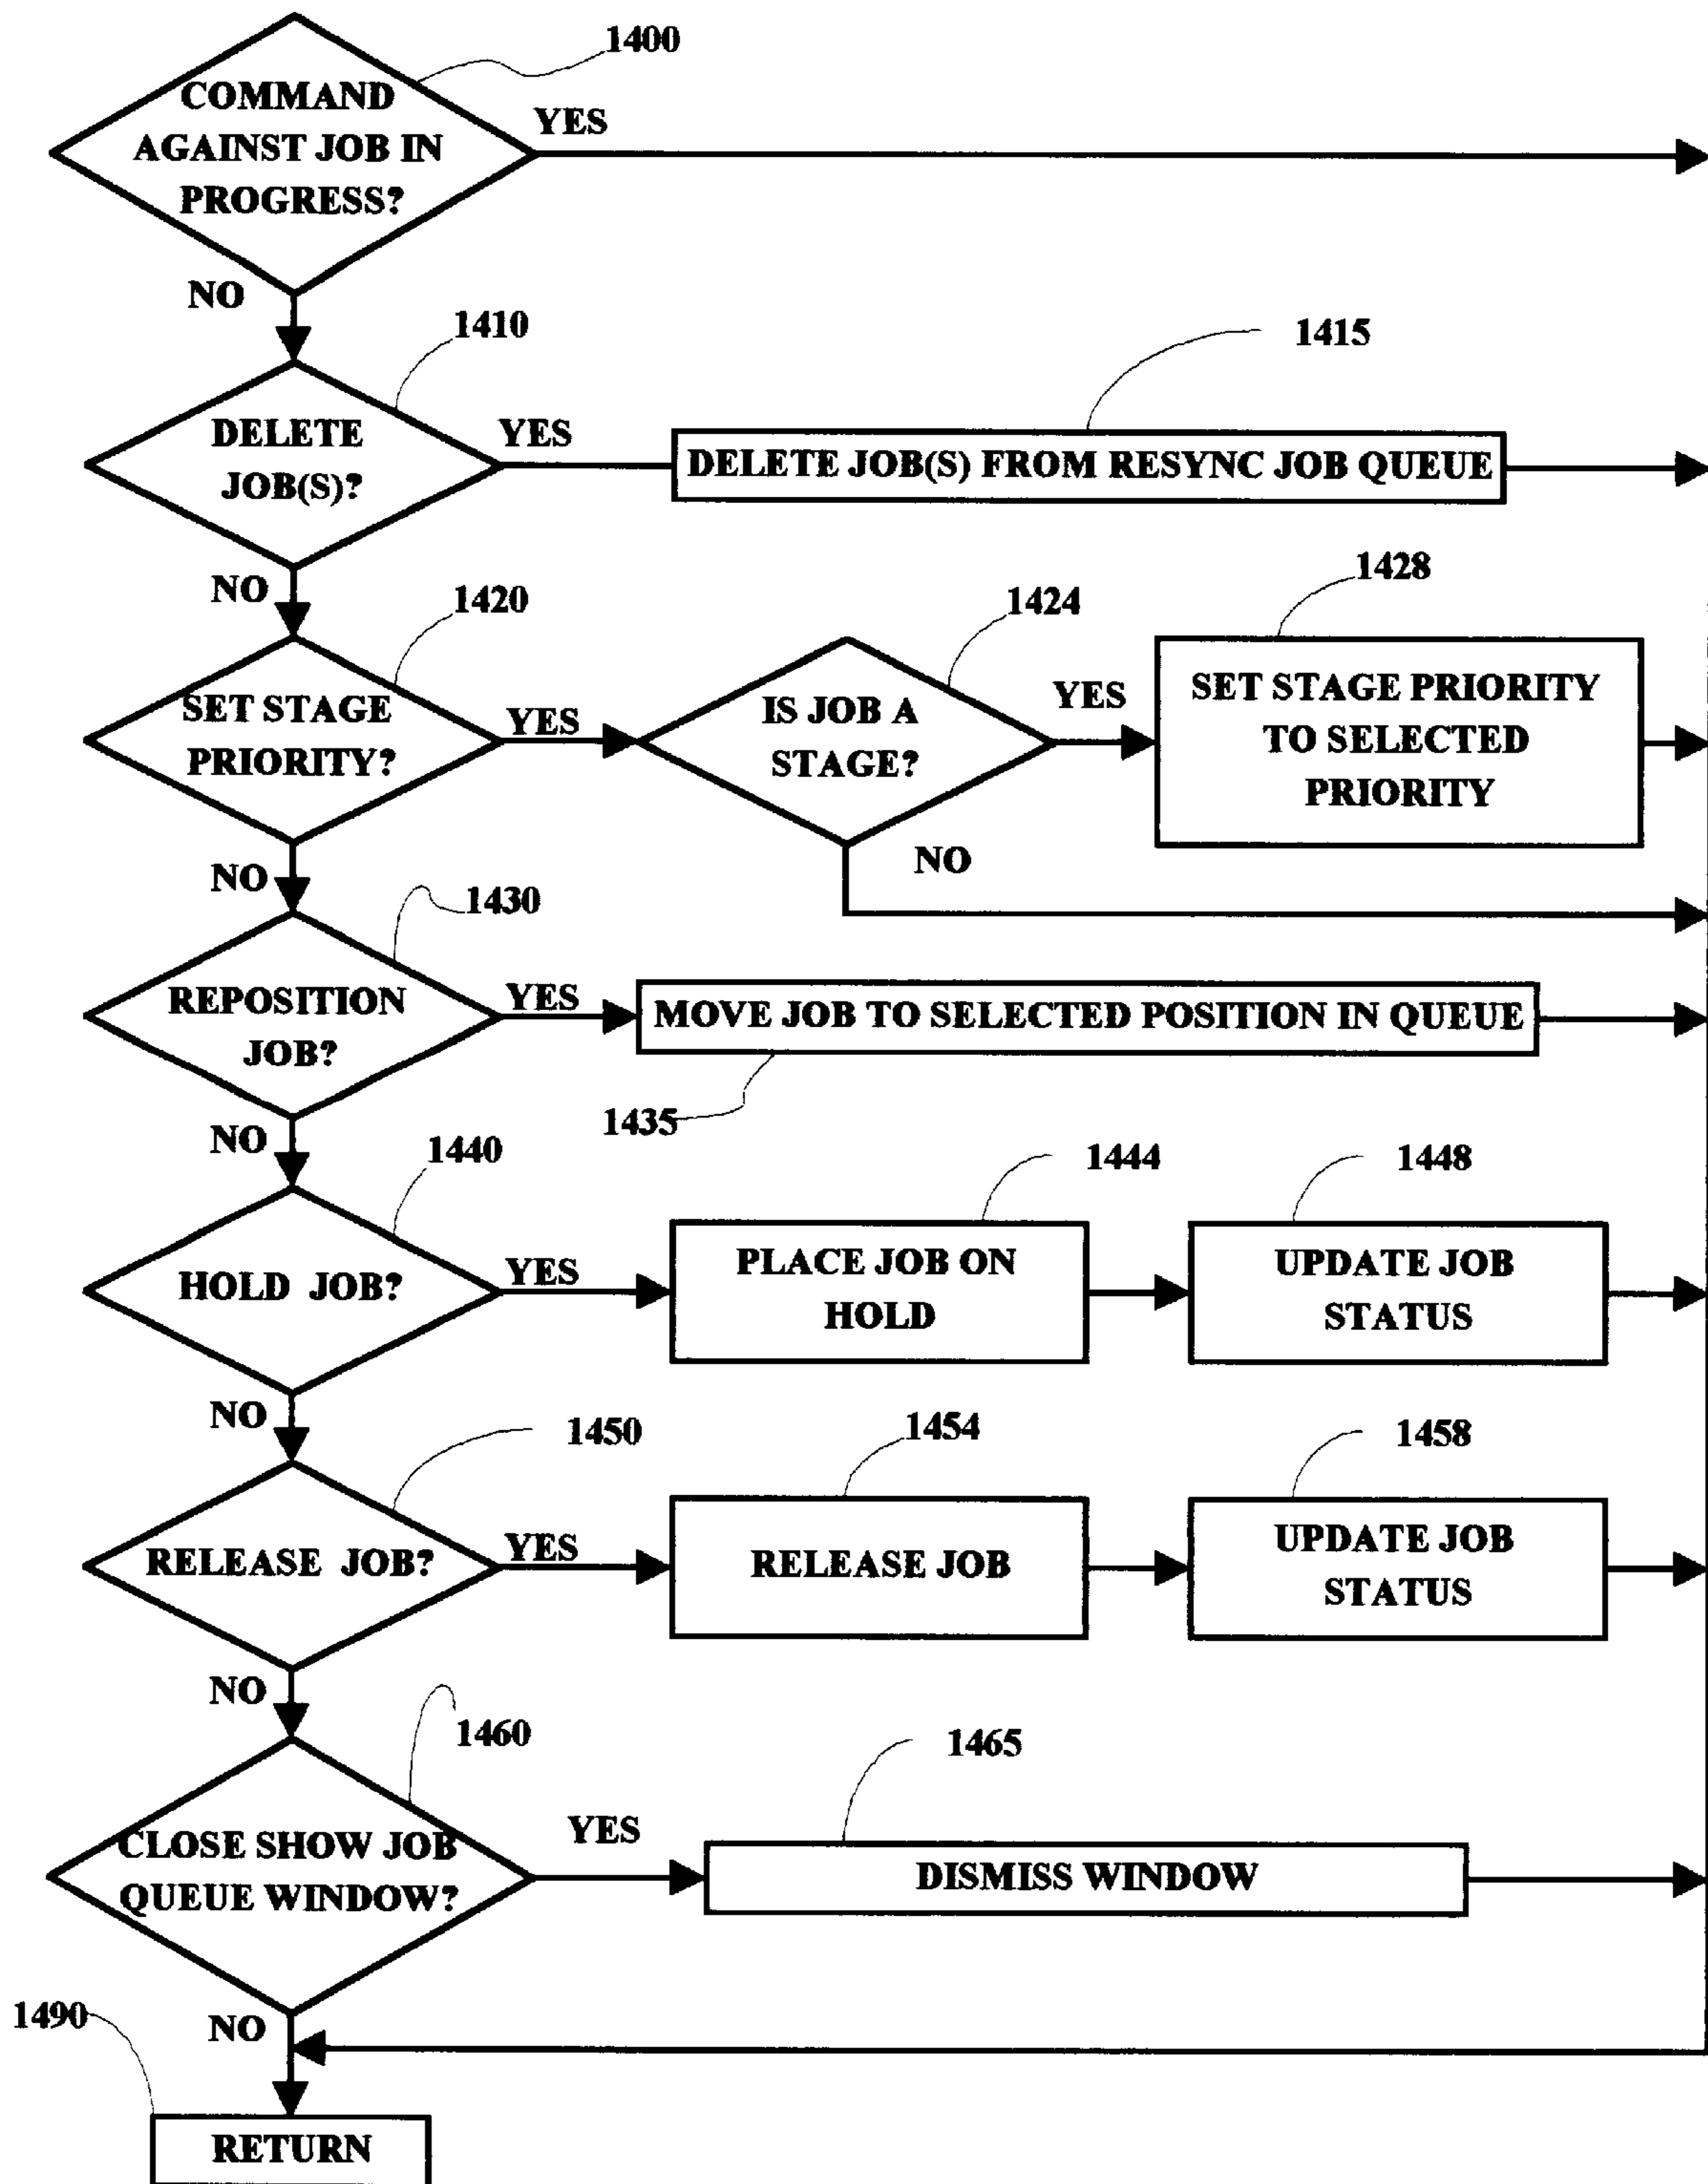 1400
COMMAND
AGAINST JOB IN
PROGRESS?
YES
NO
1410
1415
DELETE
JOB(S)?
YES
DELETE JOB(S) FROM RESYNC JOB QUEUE
NO
1420
1424
1428
SET STAGE
PRIORITY?
YES
IS JOB A
STAGE?
YES
SET STAGE PRIORITY
TO SELECTED
PRIORITY
NO
NO
1430
REPOSITION
JOB?
YES
MOVE JOB TO SELECTED POSITION IN QUEUE
1435
NO
1440
1444
1448
HOLD JOB?
YES
PLACE JOB ON
HOLD
UPDATE JOB
STATUS
NO
1450
1454
1458
RELEASE JOB?
YES
RELEASE JOB
UPDATE JOB
STATUS
NO
1460
1465
CLOSE SHOW JOB
QUEUE WINDOW?
YES
DISMISS WINDOW
NO
1490
RETURN